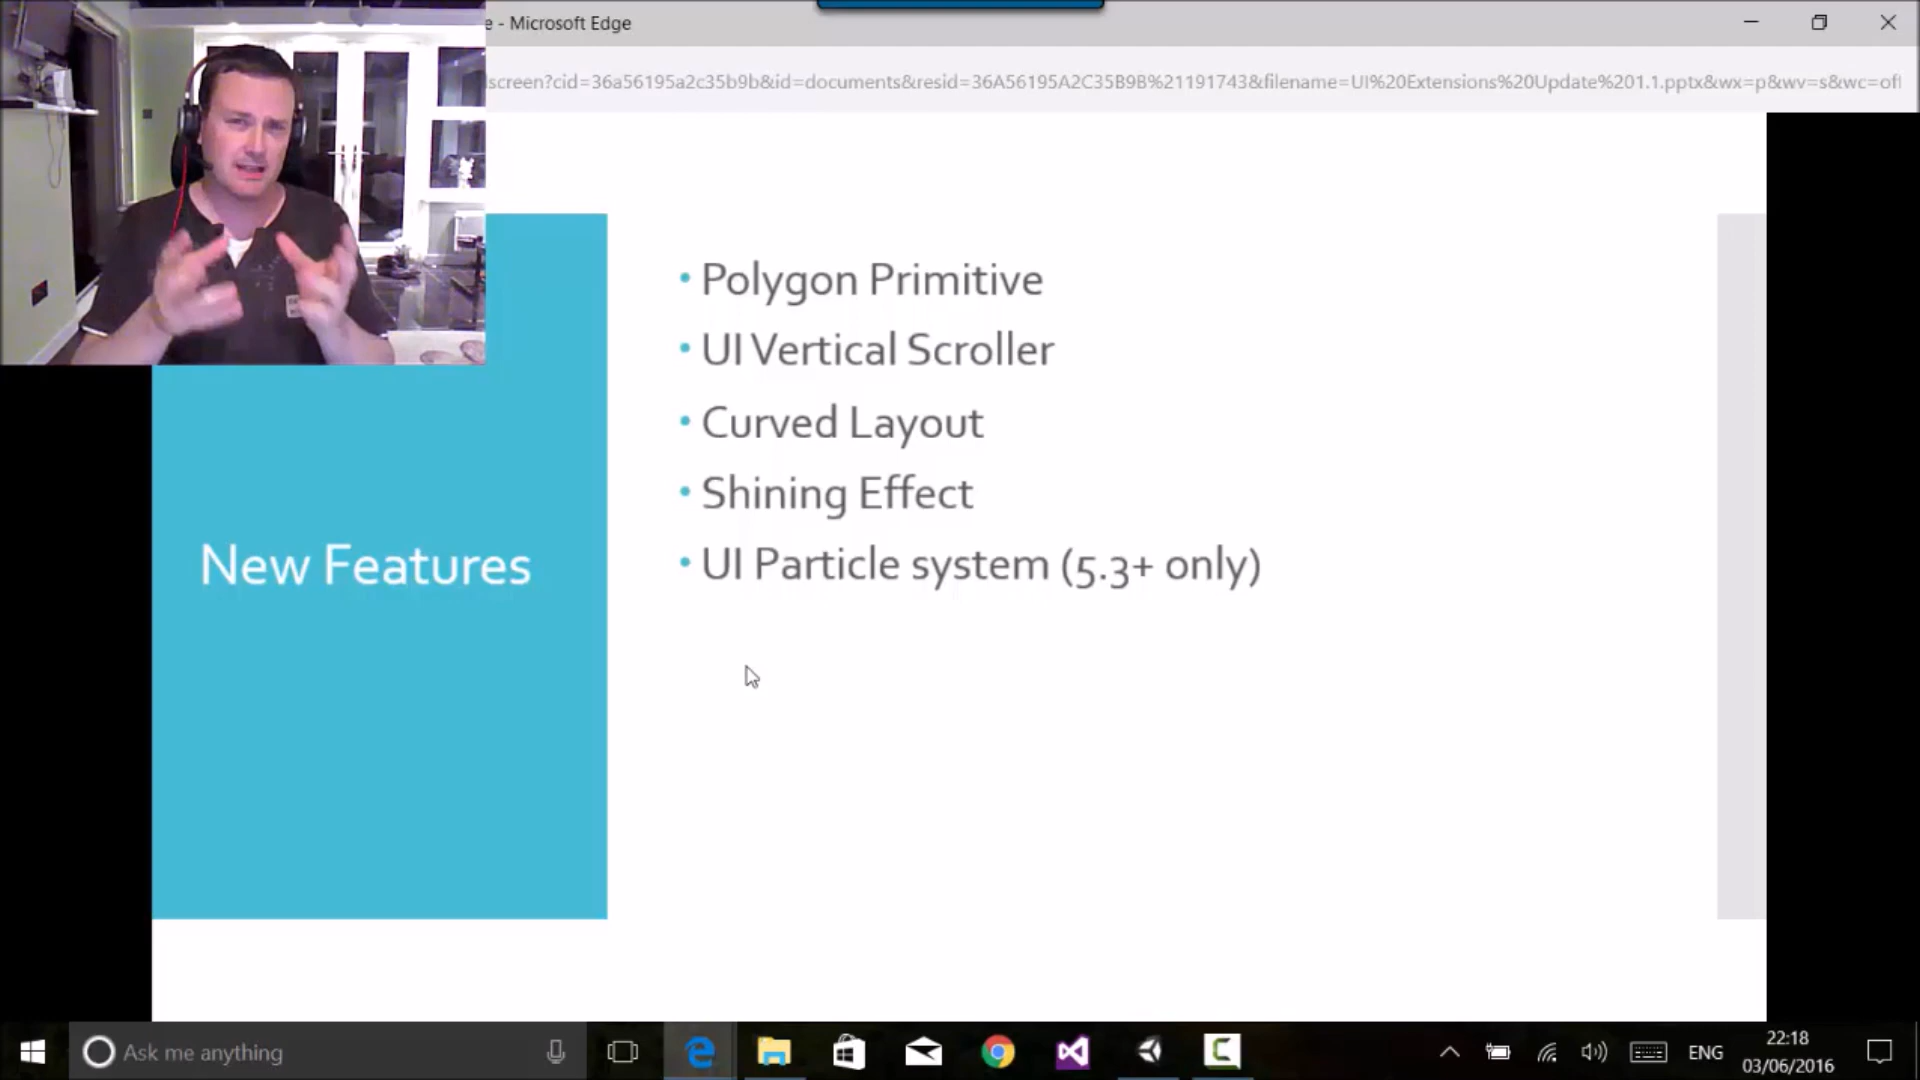 e - Microsoft Edge
lscreen?cid=36a56195a2c35b9b&id=documents&resid=36A56195A2C35B9B%21191743&filename=UI%20Extensions%20Update%201.1.pptx&wx=p&wv=s&wc=off
New Features
• Polygon Primitive
• UI Vertical Scroller
• Curved Layout
• Shining Effect
• UI Particle system (5.3+ only)
Ask me anything
ENG
22:18
03/06/2016